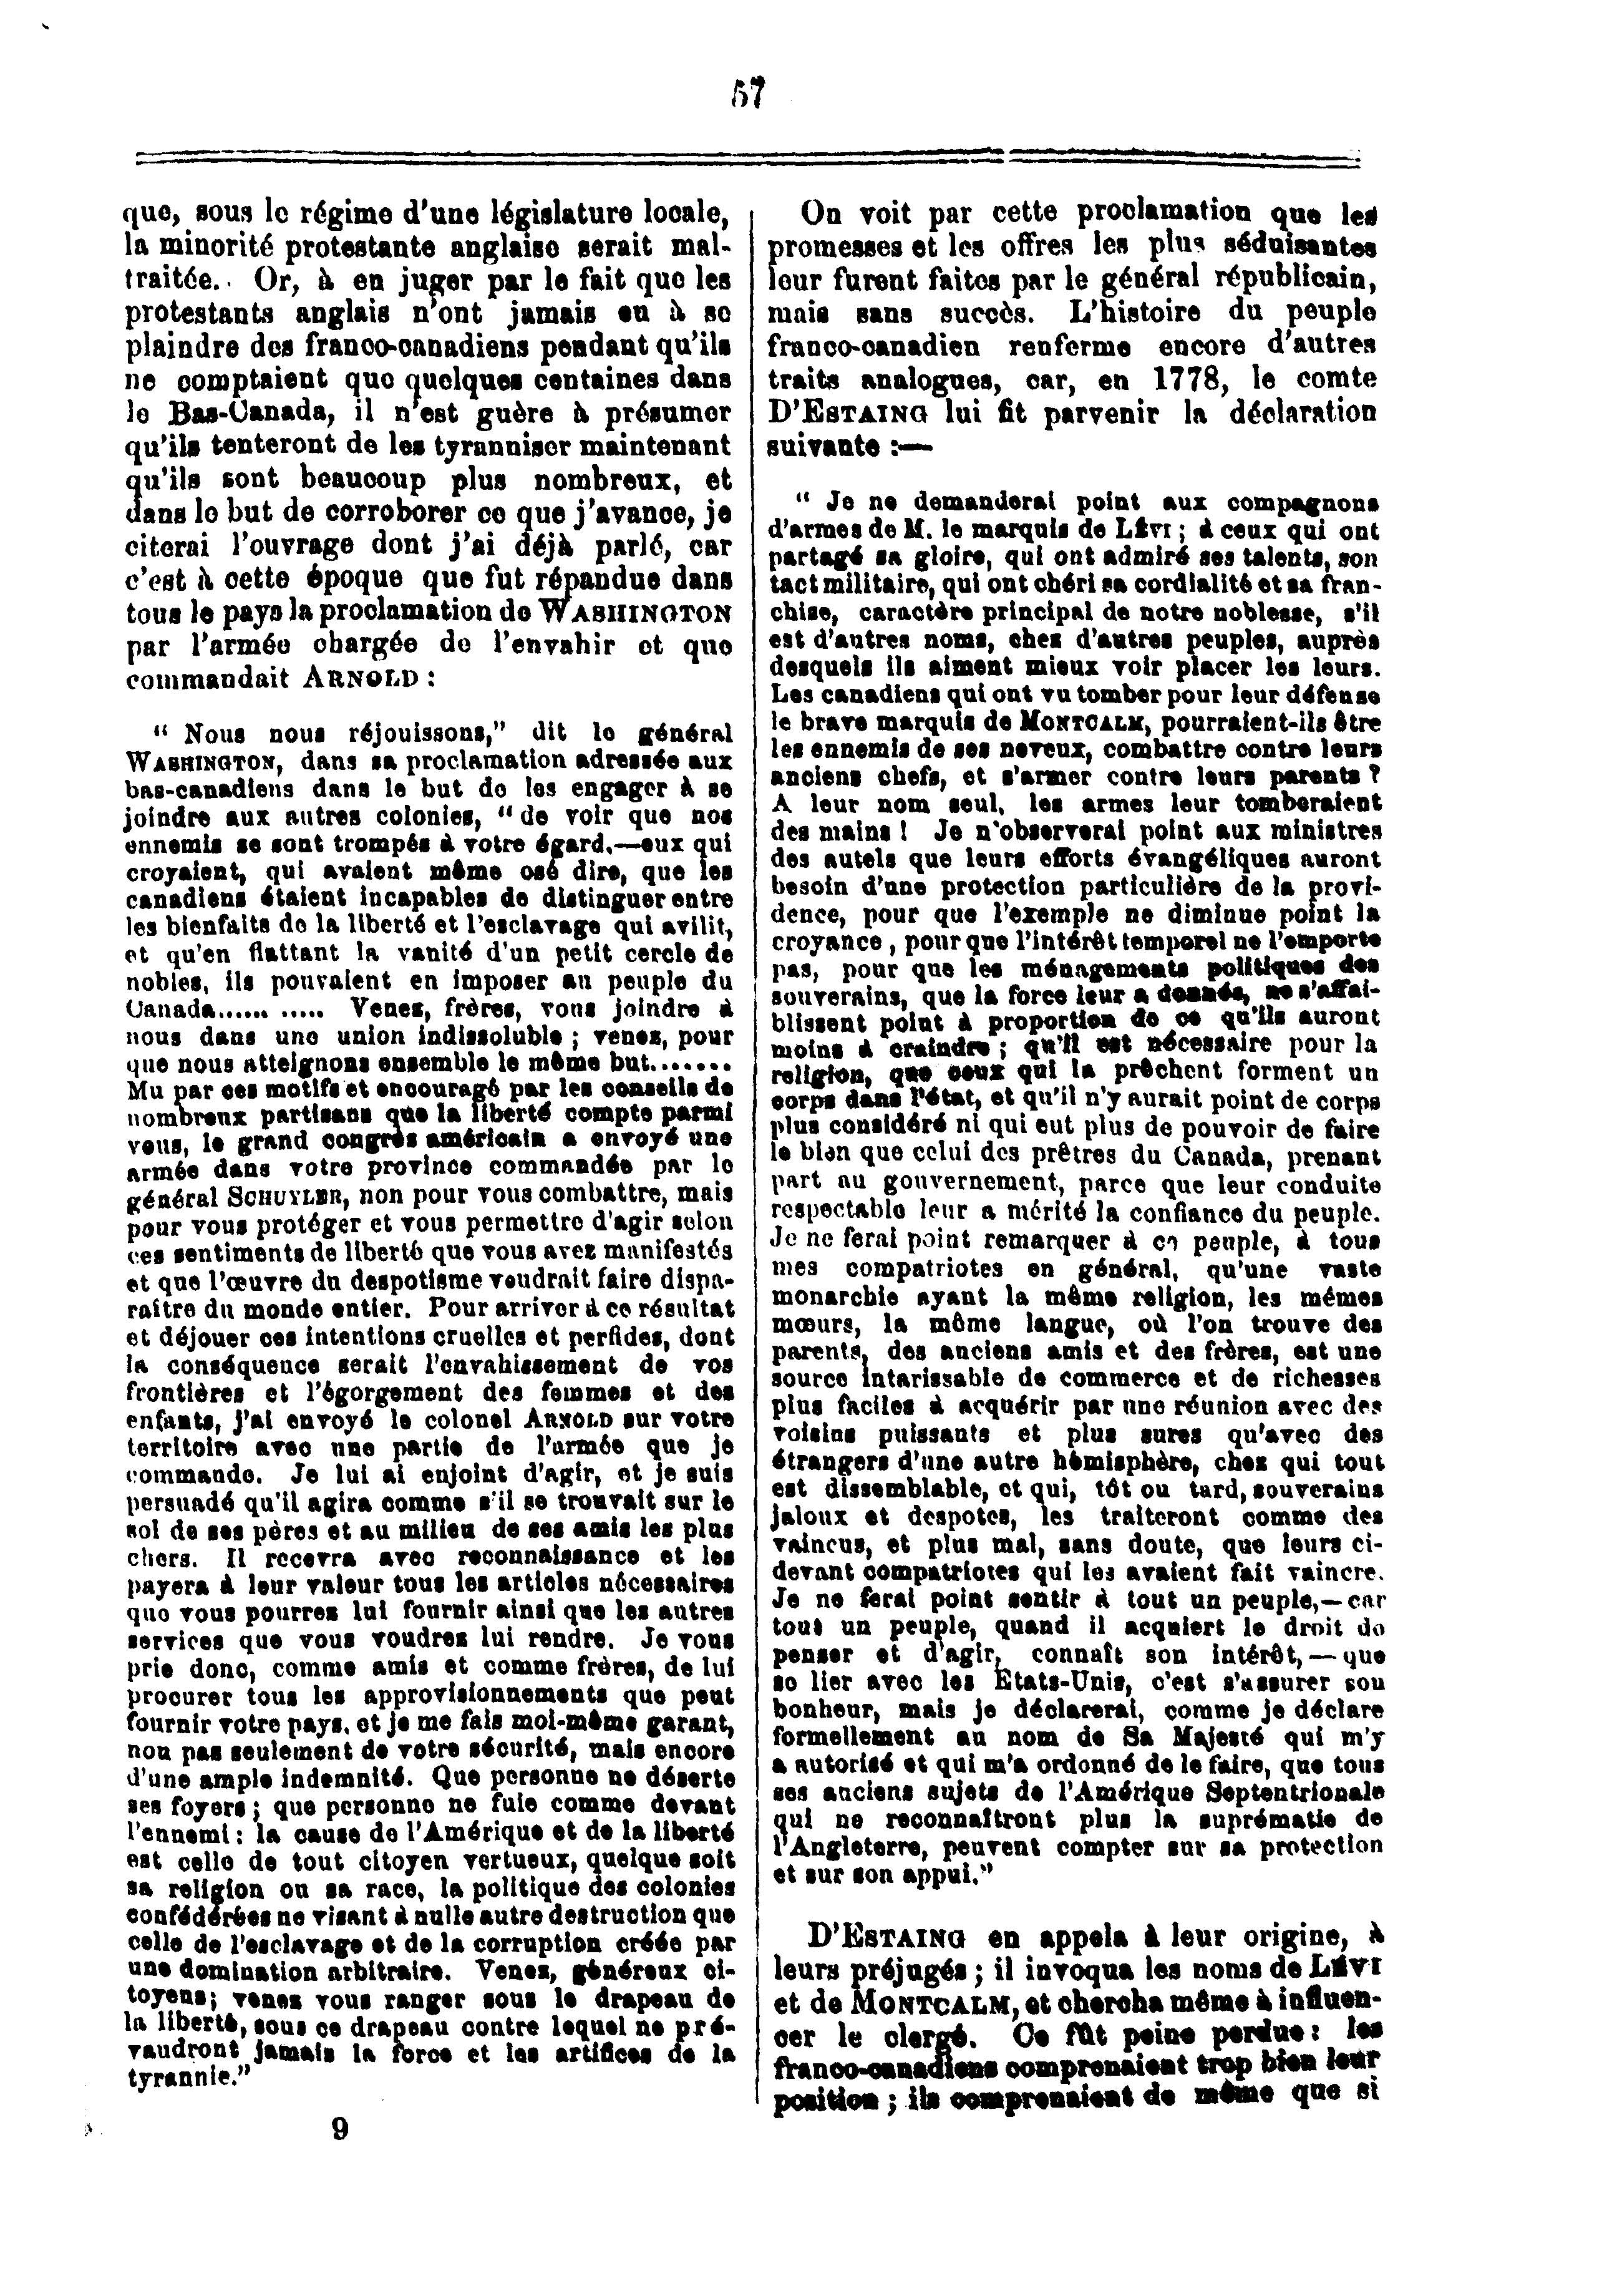 57
que, sous le régime d'une législature locale,
la minorité protestante anglaise serait mal-
traitée. Or, à en juger par le fait que les
protestants anglais n'ont jamais eu à se
plaindre des franco-canadiens pendant qu'ils
ne comptaient que quelques centaines dans
le Bas-Canada, il n'est guère à présumer
qu'ils tenteront de les tyranniser maintenant
qu'ils sont beaucoup plus nombreux, et
dans le but de corroborer ce que j'avance, je
citerai l'ouvrage dont j'ai déjà parlé, car
c'est à cette époque que fut répandue dans
tous le pays la proclamation de WASHINGTON
par l'armée chargée de l'envahir et que
commandait ARNOLD :
“ Nous nous réjouissons,” dit le général
WASHINGTON, dans sa proclamation adressée aux
bas-canadiens dans le but de les engager à se
joindre aux autres colonies, “ de voir que nos
ennemis se sont trompés à votre égard,—eux qui
croyaient, qui avaient même osé dire, que les
canadiens étaient incapables de distinguer entre
les bienfaits de la liberté et l'esclavage qui avilit,
et qu'en flattant la vanité d'un petit cercle de
nobles, ils pouvaient en imposer au peuple du
Canada...... ..... Venez, frères, vous joindre à
nous dans une union indissoluble ; venez, pour
que nous atteignons ensemble le même but.......
Mu par ces motifs et encouragé par les conseils de
nombreux partisans que la liberté compte parmi
vous, le grand congrès américain a envoyé une
armée dans votre province commandée par le
général SCHUYLER, non pour vous combattre, mais
pour vous protéger et vous permettre d'agir selon
ces sentiments de liberté que vous avez manifestés
et que l'œuvre du despotisme voudrait faire dispa-
raître du monde entier. Pour arriver à ce résultat
et déjouer ces intentions cruelles et perfides, dont
la conséquence serait l'envahissement de vos
frontières et l'égorgement des femmes et des
enfants, j'ai envoyé le colonel ARNOLD sur votre
territoire avec une partie de l'armée que je
commande. Je lui ai enjoint d'agir, et je suis
persuadé qu'il agira comme s'il se trouvait sur le
sol de ses pères et au milieu de ses amis les plus
chers. Il recevra avec reconnaissance et les
payera à leur valeur tous les articles nécessaires
que vous pourrez lui fournir ainsi que les autres
services que vous voudrez lui rendre. Je vous
prie donc, comme amis et comme frères, de lui
procurer tous les approvisionnements que peut
fournir votre pays, et je me fais moi-même garant,
non pas seulement de votre sécurité, mais encore
d'une ample indemnité. Que personne ne déserte
ses foyers ; que personne ne fuie comme devant
l'ennemi : la cause de l'Amérique et de la liberté
est celle de tout citoyen vertueux, quelque soit
sa religion ou sa race, la politique des colonies
confédérées ne visant à nulle autre destruction que
celle de l'esclavage et de la corruption créée par
une domination arbitraire. Venez, généreux ci-
toyens; venez vous ranger sous le drapeau de
la liberté, sous ce drapeau contre lequel ne pré-
vaudront jamais la force et les artifices de la
tyrannie.”
9
On voit par cette proclamation que les
promesses et les offres les plus séduisantes
leur furent faites par le général républicain,
mais sans succès. L'histoire du peuple
franco-canadien renferme encore d'autres
traits analogues, car, en 1778, le comte
D'ESTAING lui fit parvenir la déclaration
suivante :—
“ Je ne demanderai point aux compagnons
d'armes de M. le marquis de LÉVI ; à ceux qui ont
partagé sa gloire, qui ont admiré ses talents, son
tact militaire, qui ont chéri sa cordialité et sa fran-
chise, caractère principal de notre noblesse, s'il
est d'autres noms, chez d'autres peuples, auprès
desquels ils aiment mieux voir placer les leurs.
Les canadiens qui ont vu tomber pour leur défense
le brave marquis de MONTCALM, pourraient-ils être
les ennemis de ses neveux, combattre contre leurs
anciens chefs, et s'armer contre leurs parents ?
A leur nom seul, les armes leur tomberaient
des mains ! Je n'observerai point aux ministres
des autels que leurs efforts évangéliques auront
besoin d'une protection particulière de la provi-
dence, pour que l'exemple ne diminue point la
croyance, pour que l'intérêt temporel ne l'emporte
pas, pour que les ménagements politiques des
souverains, que la force leur a donnés, ne s'affai-
blissent point à proportion de ce qu'ils auront
moins à craindre ; qu'il est nécessaire pour la
religion, que ceux qui la prêchent forment un
corps dans l'état, et qu'il n'y aurait point de corps
plus considéré ni qui eut plus de pouvoir de faire
le bien que celui des prêtres du Canada, prenant
part au gouvernement, parce que leur conduite
respectable leur a mérité la confiance du peuple.
Je ne ferai point remarquer à ce peuple, à tous
mes compatriotes en général, qu'une vaste
monarchie ayant la même religion, les mêmes
mœurs, la même langue, où l'on trouve des
parents, des anciens amis et des frères, est une
source intarissable de commerce et de richesses
plus faciles à acquérir par une réunion avec des
voisins puissants et plus sures qu'avec des
étrangers d'une autre hémisphère, chez qui tout
est dissemblable, et qui, tôt ou tard, souverains
jaloux et despotes, les traiteront comme des
vaincus, et plus mal, sans doute, que leurs ci-
devant compatriotes qui les avaient fait vaincre.
Je ne ferai point sentir à tout un peuple,—car
tout un peuple, quand il acquiert le droit de
penser et d'agir, connaît son intérêt,—que
se lier avec les Etats-Unis, c'est s'assurer son
bonheur, mais je déclarerai, comme je déclare
formellement au nom de Sa Majesté qui m'y
a autorisé et qui m'a ordonné de le faire, que tous
ses anciens sujets de l'Amérique Septentrionale
qui ne reconnaîtront plus la suprématie de
l'Angleterre, peuvent compter sur sa protection
et sur son appui.”
D'ESTAING en appela à leur origine, à
leurs préjugés ; il invoqua les noms de LÉVI
et de MONTCALM, et chercha même à influen-
cer le clergé. Ce fût peine perdue : les
franco-canadiens comprenaient trop bien leur
position ; ils comprenaient de même que si